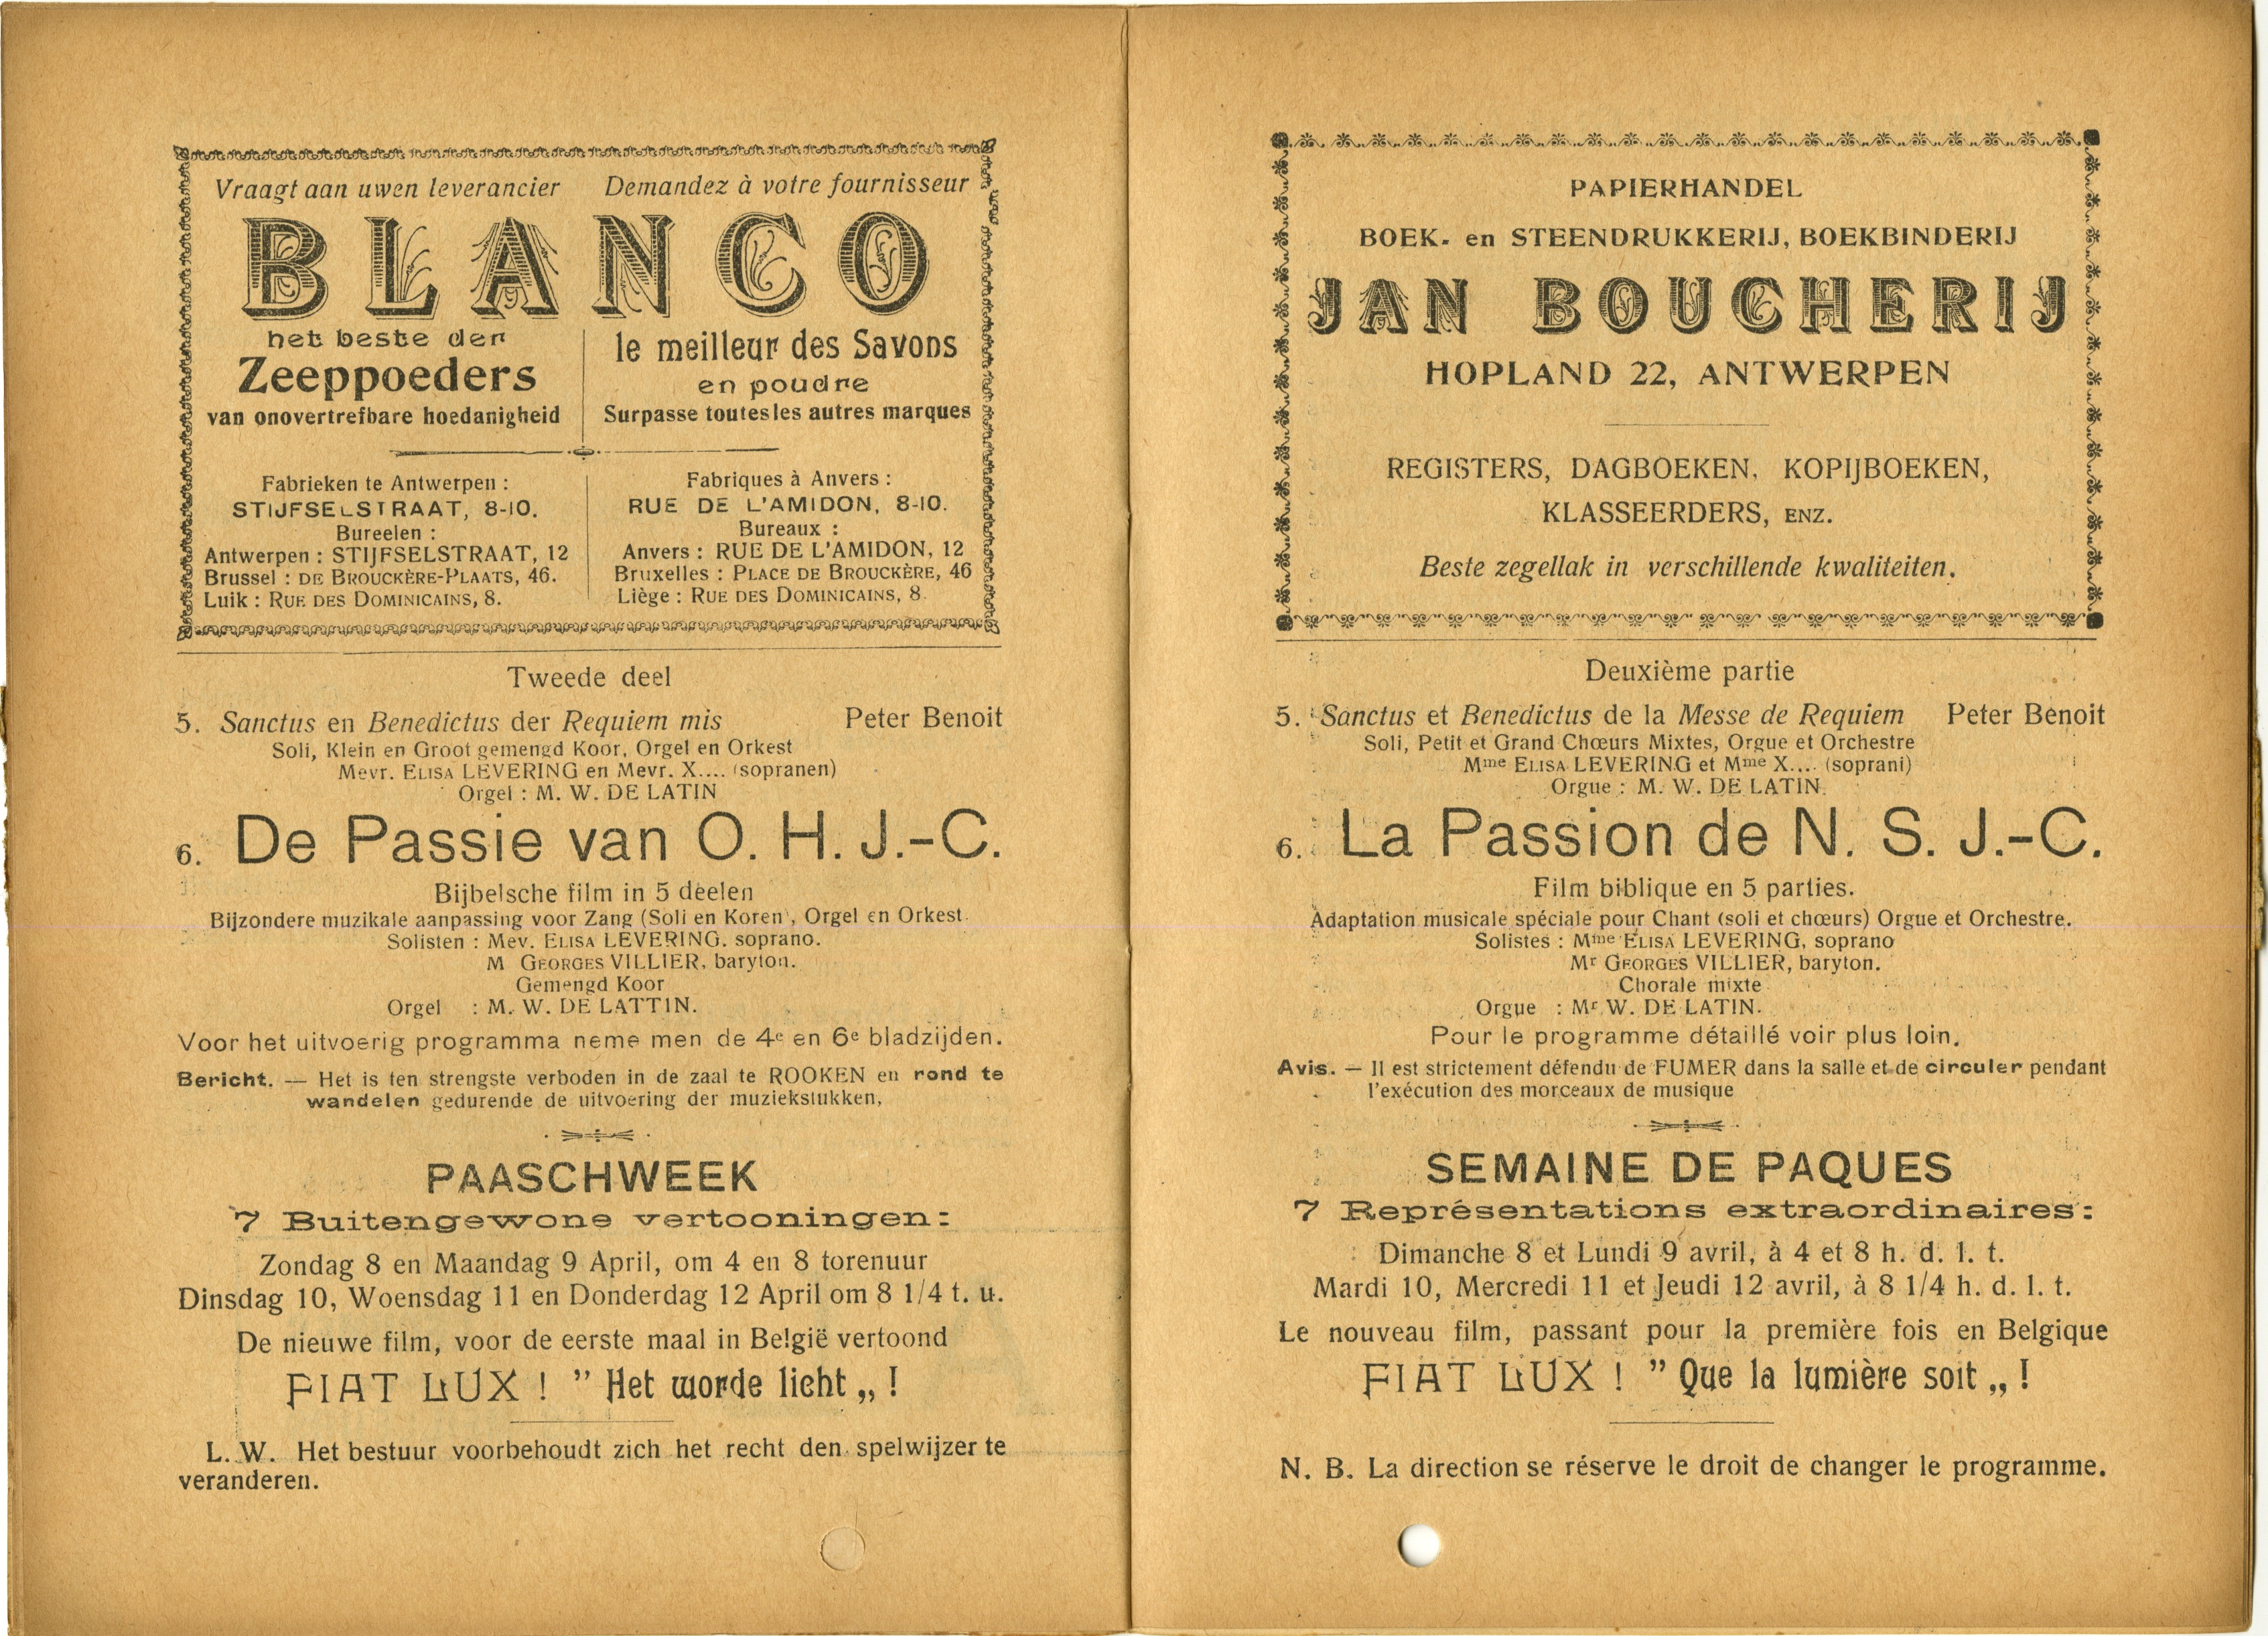 Vraagt aan uwen leverancier Demandez à votre fournisseur
BLANCO
het beste der
Zeeppoeders
van onovertrefbare hoedanigheid
le meilleur des Savons
en poudre
Surpasse toutes les autres marques
Fabrieken te Antwerpen :
STIJFSELSTRAAT, 8-10.
Bureelen :
Antwerpen : STIJFSELSTRAAT, 12
Brussel : DE BROUCKÈRE-PLAATS, 46.
Luik : RUE DES DOMINICAINS, 8.
Fabriques à Anvers :
RUE DE L'AMIDON, 8-10.
Bureaux :
Anvers : RUE DE L'AMIDON, 12
Bruxelles : PLACE DE BROUCKÈRE, 46
Liège : RUE DES DOMINICAINS, 8.
Tweede deel
5. Sanctus en Benedictus der Requiem mis Peter Benoit
Soli, Klein en Groot gemengd Koor, Orgel en Orkest
Mevr. ELISA LEVERING en Mevr. X.... (sopranen)
Orgel : M. W. DE LATIN
6. De Passie van O. H. J.-C.
Bijbelsche film in 5 deelen
Bijzondere muzikale aanpassing voor Zang (Soli en Koren), Orgel en Orkest.
Solisten : Mev. ELISA LEVERING. soprano.
M GEORGES VILLIER, baryton.
Gemengd Koor
Orgel : M. W. DE LATTIN.
Voor het uitvoerig programma neme men de 4e en 6e bladzijden.
Bericht. — Het is ten strengste verboden in de zaal te ROOKEN en rond te
wandelen gedurende de uitvoering der muziekstukken,
PAASCHWEEK
7 Buitengewone vertooningen:
Zondag 8 en Maandag 9 April, om 4 en 8 torenuur
Dinsdag 10, Woensdag 11 en Donderdag 12 April om 8 1/4 t. u.
De nieuwe film, voor de eerste maal in België vertoond
FIAT LUX ! ” Het worde licht „ !
L. W. Het bestuur voorbehoudt zich het recht den spelwijzer te
veranderen.
PAPIERHANDEL
BOEK- en STEENDRUKKERIJ, BOEKBINDERIJ
JAN BOUCHERIJ
HOPLAND 22, ANTWERPEN
REGISTERS, DAGBOEKEN, KOPIJBOEKEN,
KLASSEERDERS, ENZ.
Beste zegellak in verschillende kwaliteiten.
Deuxième partie
5. Sanctus et Benedictus de la Messe de Requiem Peter Benoit
Soli, Petit et Grand Chœurs Mixtes, Orgue et Orchestre
Mme ELISA LEVERING et Mme X.... (soprani)
Orgue : M. W. DE LATIN.
6. La Passion de N. S. J.-C.
Film biblique en 5 parties.
Adaptation musicale spéciale pour Chant (soli et chœurs) Orgue et Orchestre.
Solistes : Mme ELISA LEVERING, soprano
Mr GEORGES VILLIER, baryton.
Chorale mixte
Orgue : Mr W. DE LATIN.
Pour le programme détaillé voir plus loin.
Avis. — Il est strictement défendu de FUMER dans la salle et de circuler pendant
l'exécution des morceaux de musique
SEMAINE DE PAQUES
7 Représentations extraordinaires:
Dimanche 8 et Lundi 9 avril, à 4 et 8 h. d. l. t.
Mardi 10, Mercredi 11 et Jeudi 12 avril, à 8 1/4 h. d. l. t.
Le nouveau film, passant pour la première fois en Belgique
FIAT LUX ! ” Que la lumière soit „ !
N. B. La direction se réserve le droit de changer le programme.